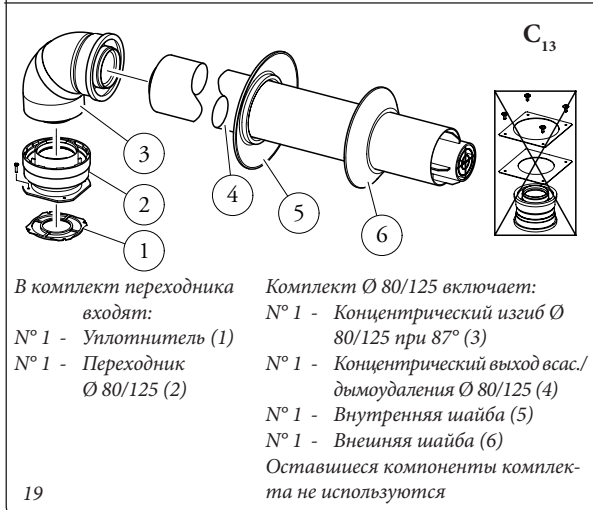 C13
3
2
1
4
5
6
В комплект переходника
входят:
N° 1 - Уплотнитель (1)
N° 1 - Переходник
Ø 80/125 (2)
Комплект Ø 80/125 включает:
N° 1 - Концентрический изгиб Ø
80/125 при 87° (3)
N° 1 - Концентрический выход всас./
дымоудаления Ø 80/125 (4)
N° 1 - Внутренняя шайба (5)
N° 1 - Внешняя шайба (6)
Оставшиеся компоненты комплек-
та не используются
19